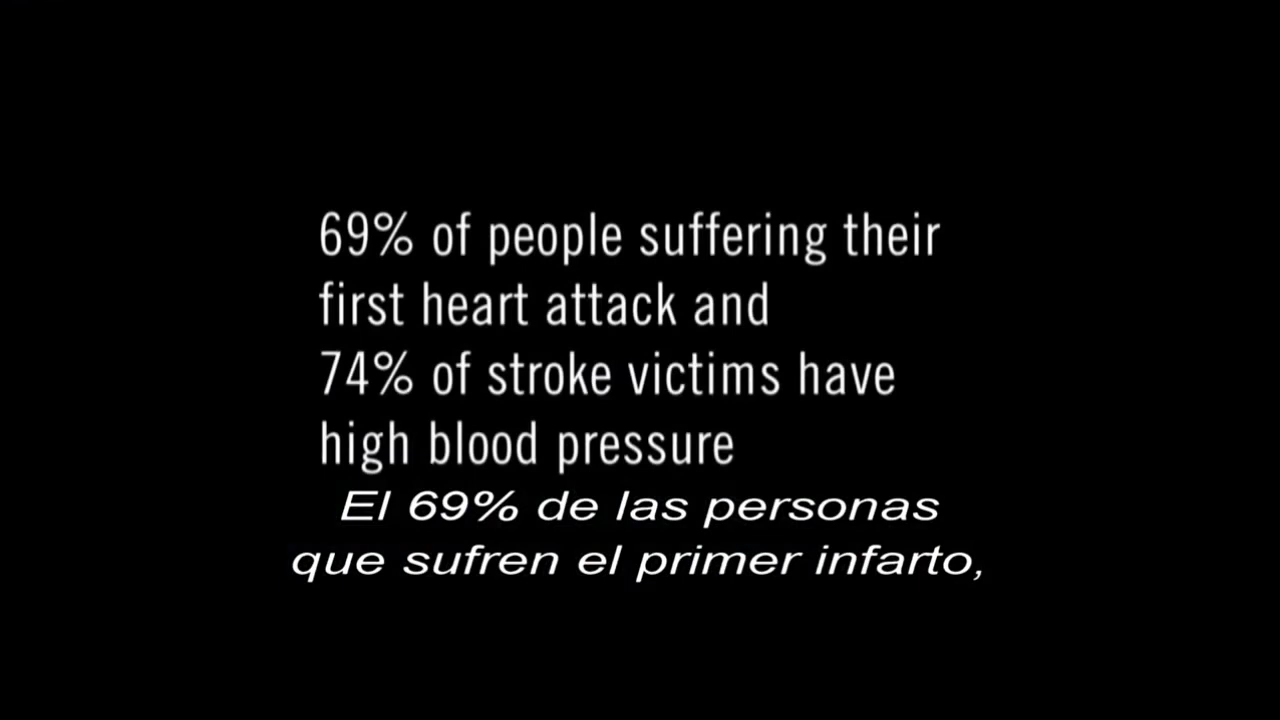 69% of people suffering their
first heart attack and
74% of stroke victims have
high blood pressure
El 69% de las personas
que sufren el primer infarto,